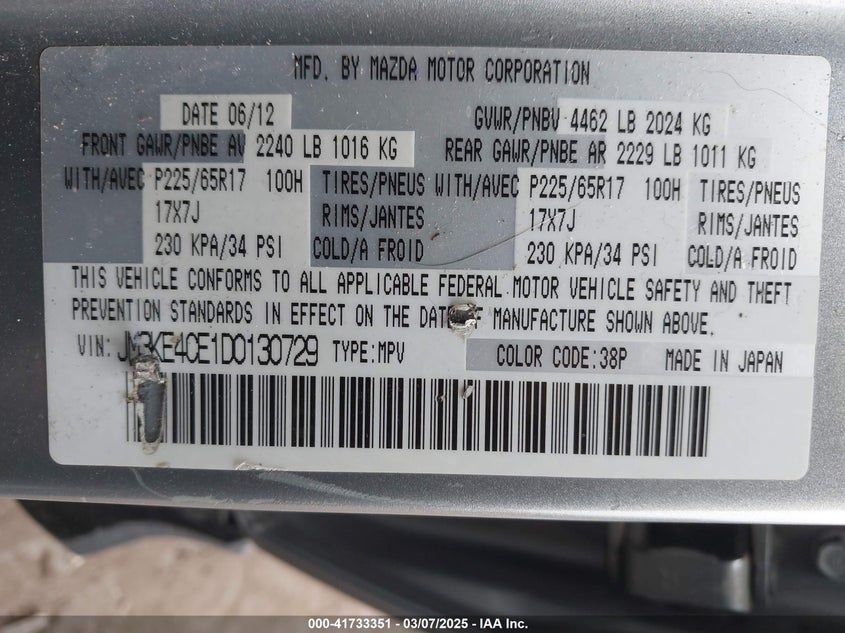 MFD. BY MAZDA MOTOR CORPORATION
DATE 06/12 GVWR/PNBV 4462 LB 2024 KG
FRONT GAWR/PNBE AV 2240 LB 1016 KG REAR GAWR/PNBE AR 2229 LB 1011 KG
WITH/AVEC P225/65R17 100H TIRES/PNEUS WITH/AVEC P225/65R17 100H TIRES/PNEUS
17X7J RIMS/JANTES 17X7J RIMS/JANTES
230 KPA/34 PSI COLD/A FROID 230 KPA/34 PSI COLD/A FROID
THIS VEHICLE CONFORMS TO ALL APPLICABLE FEDERAL MOTOR VEHICLE SAFETY AND THEFT
PREVENTION STANDARDS IN EFFECT ON THE DATE OF MANUFACTURE SHOWN ABOVE.
VIN: JM3KE4CE1D0130729 TYPE:MPV COLOR CODE:38P MADE IN JAPAN
000-41733351 — 03/07/2025 — IAA Inc.